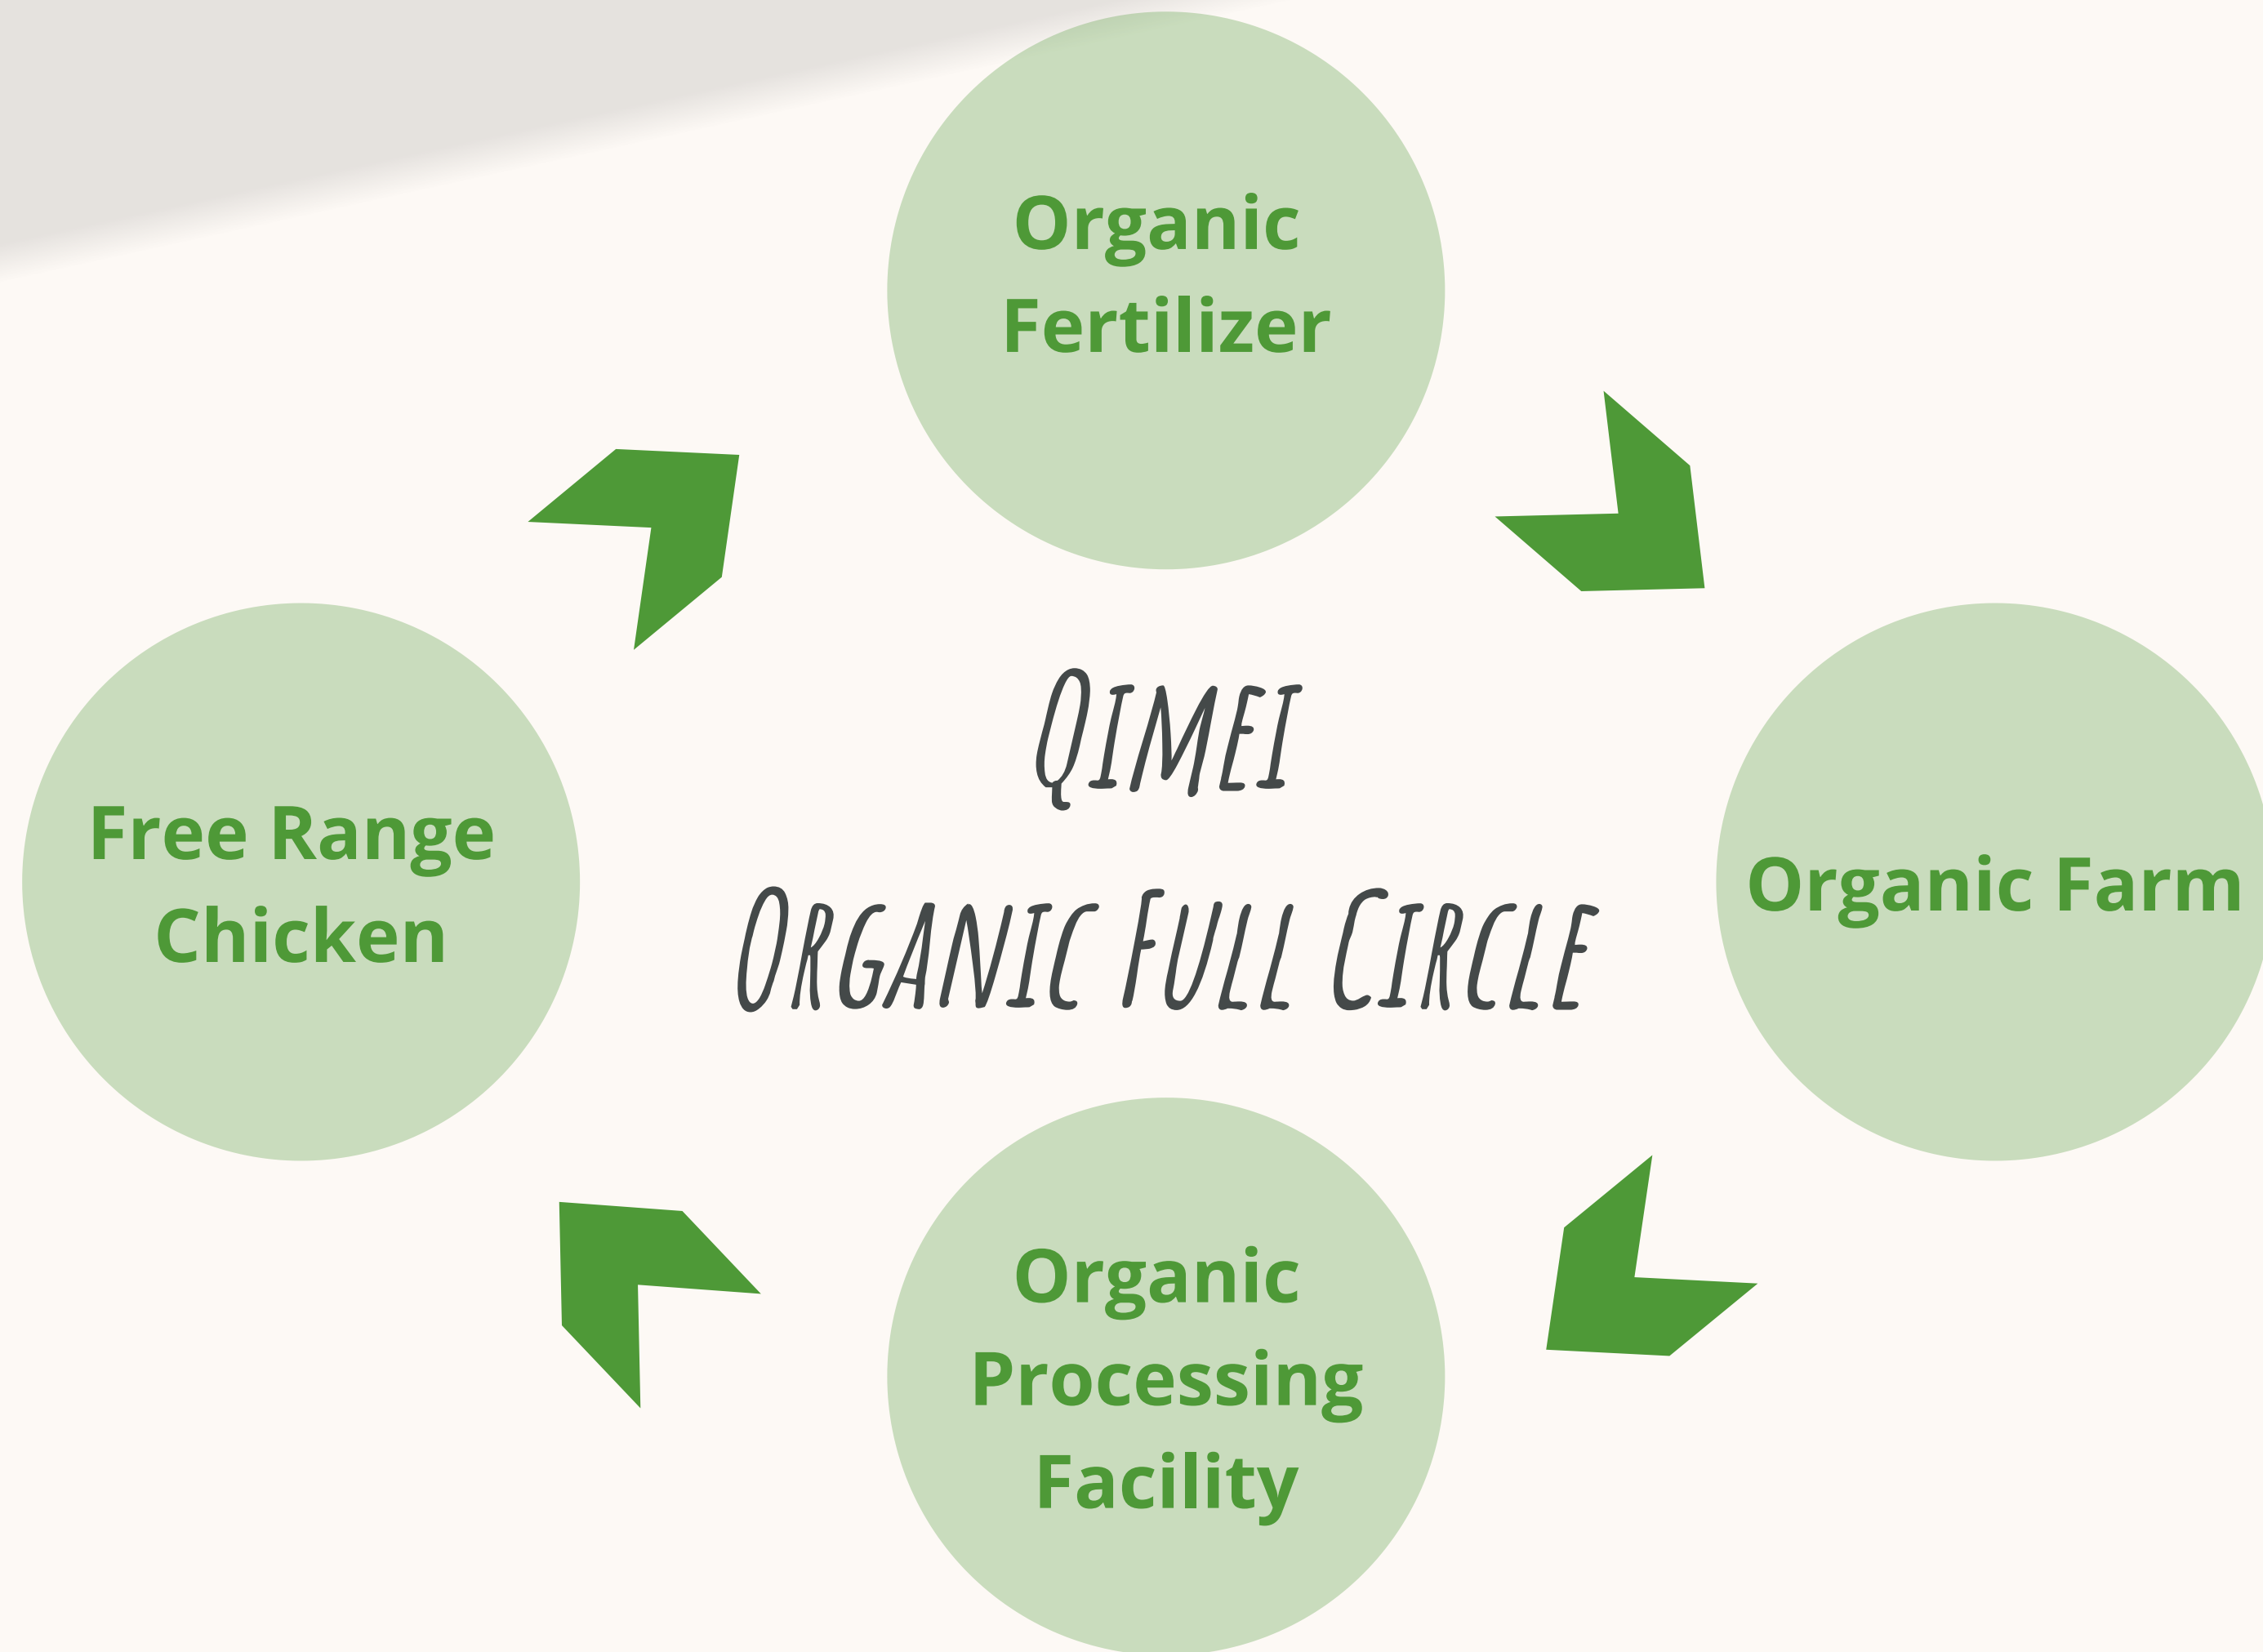 Organic
Fertilizer
QIMEI
Free Range
Chicken
Organic Farm
ORGANIC FULL CIRCLE
Organic
Processing
Facility